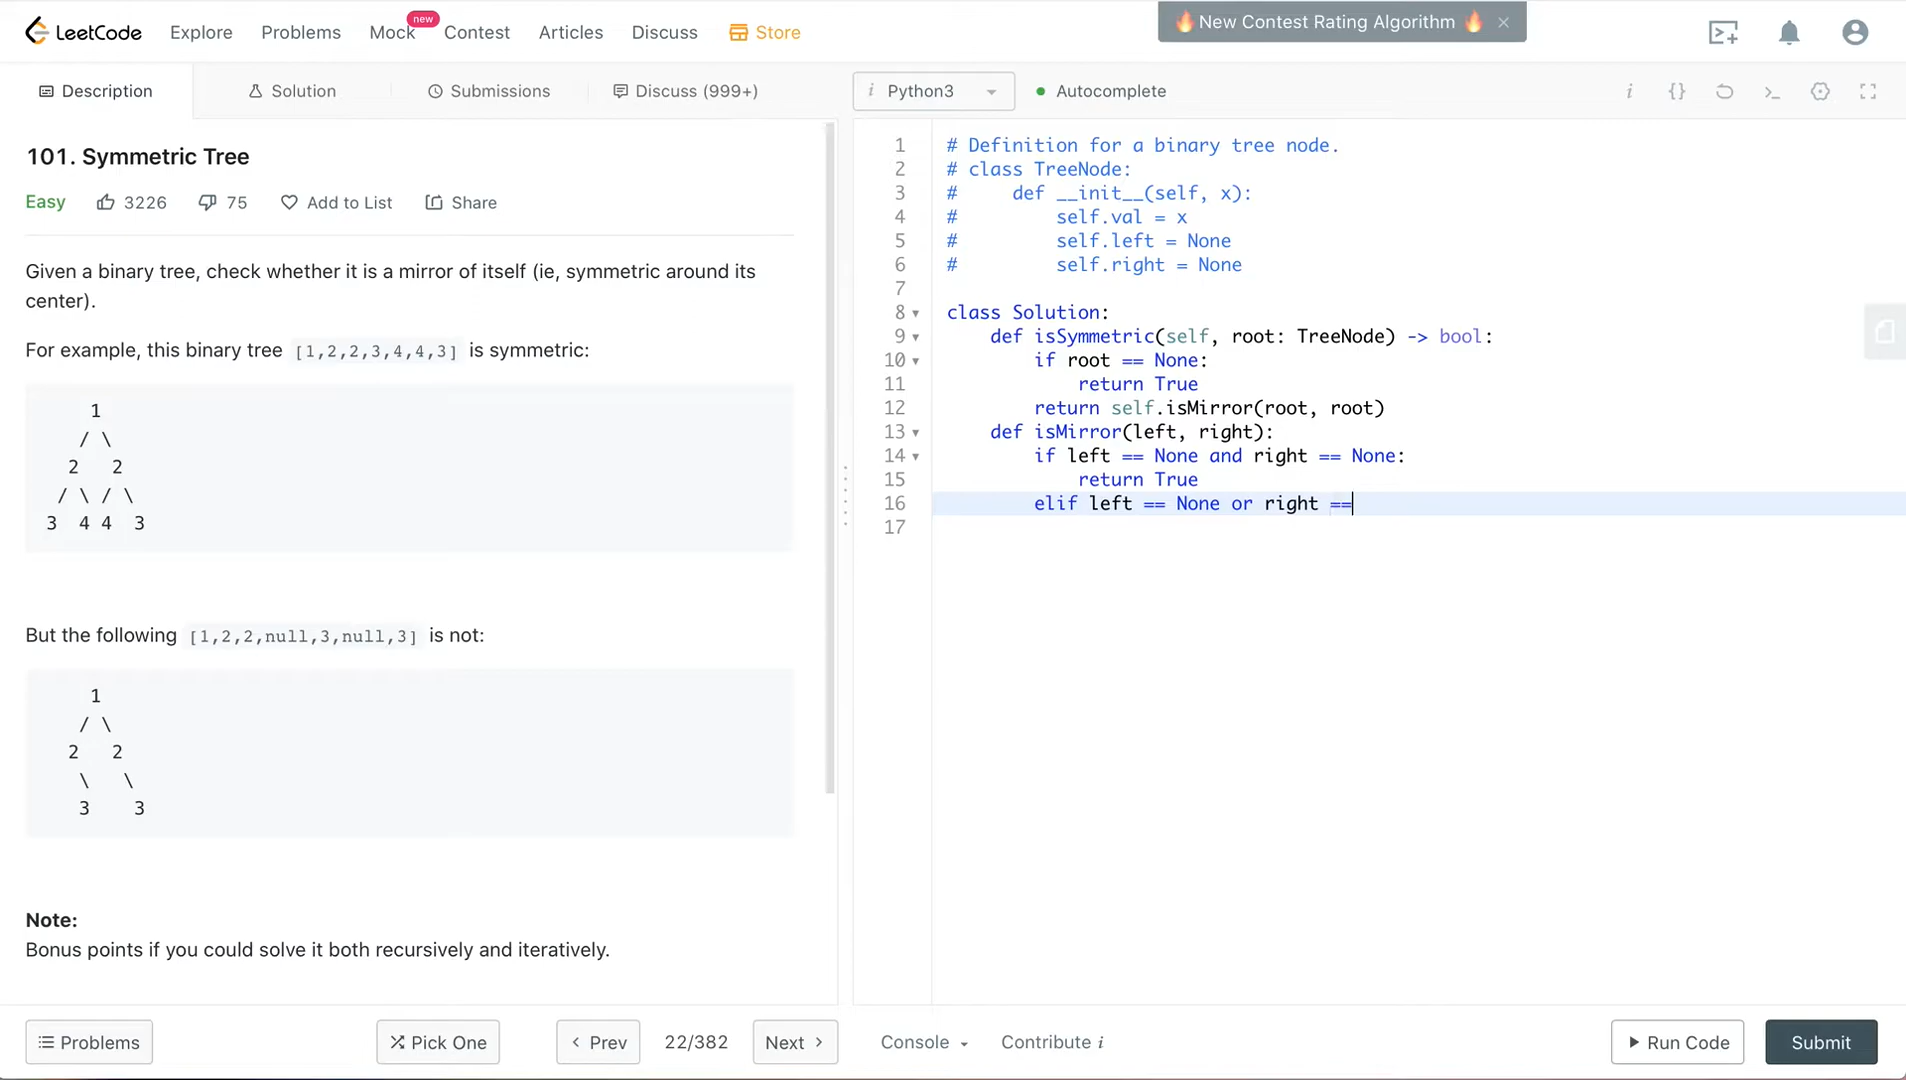 LeetCode Explore Problems Mock new Contest Articles Discuss Store
🔥New Contest Rating Algorithm 🔥 ×
Description Solution Submissions Discuss (999+)
i Python3 Autocomplete i {} >_
101. Symmetric Tree
Easy 3226 75 Add to List Share
Given a binary tree, check whether it is a mirror of itself (ie, symmetric around its
center).
For example, this binary tree [1,2,2,3,4,4,3] is symmetric:
1
/ \
2 2
/ \ / \
3 4 4 3
But the following [1,2,2,null,3,null,3] is not:
1
/ \
2 2
\ \
3 3
Note:
Bonus points if you could solve it both recursively and iteratively.
1 # Definition for a binary tree node.
2 # class TreeNode:
3 #     def __init__(self, x):
4 #         self.val = x
5 #         self.left = None
6 #         self.right = None
7
8 class Solution:
9     def isSymmetric(self, root: TreeNode) -> bool:
10         if root == None:
11             return True
12         return self.isMirror(root, root)
13     def isMirror(left, right):
14         if left == None and right == None:
15             return True
16         elif left == None or right ==
17
Problems Pick One < Prev 22/382 Next > Console Contribute i Run Code Submit